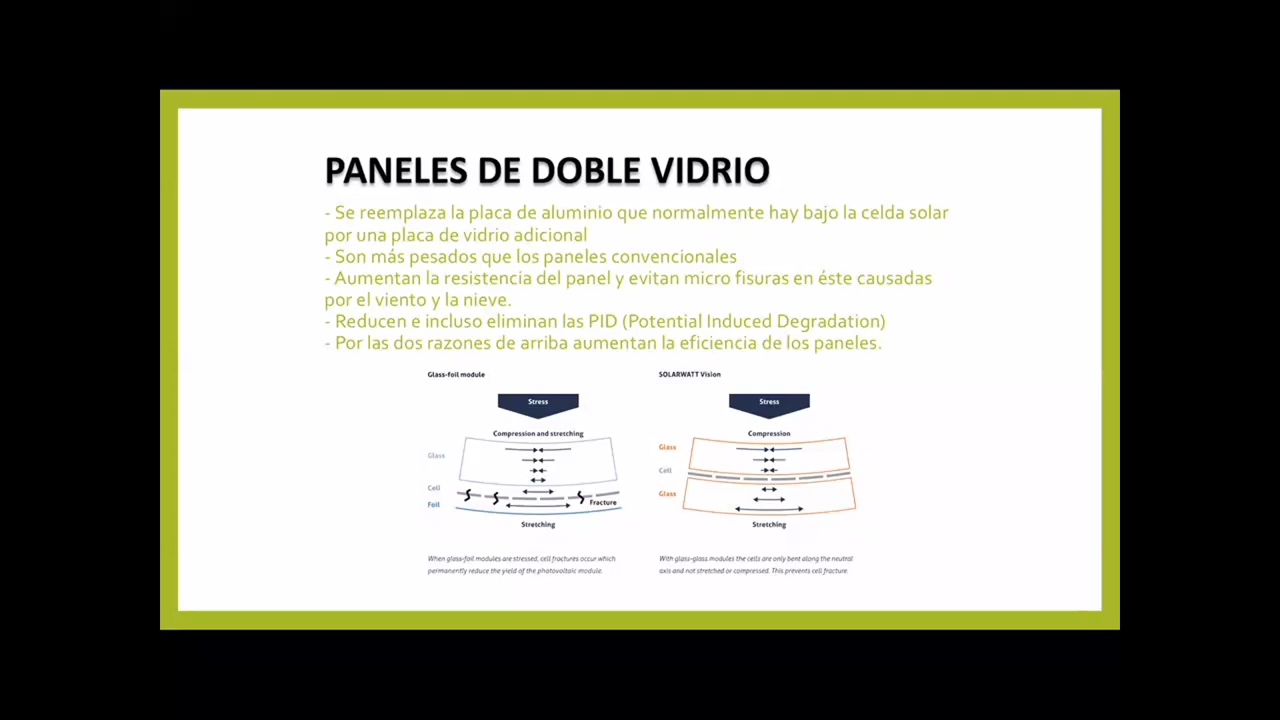 PANELES DE DOBLE VIDRIO
- Se reemplaza la placa de aluminio que normalmente hay bajo la celda solar
por una placa de vidrio adicional
- Son más pesados que los paneles convencionales
- Aumentan la resistencia del panel y evitan micro fisuras en éste causadas
por el viento y la nieve.
- Reducen e incluso eliminan las PID (Potential Induced Degradation)
- Por las dos razones de arriba aumentan la eficiencia de los paneles.
Glass-foil module
Stress
Compression and stretching
Glass
Cell
Foil
Fracture
Stretching
When glass-foil modules are stressed, cell fractures occur which
permanently reduce the yield of the photovoltaic module.
SOLARWATT Vision
Stress
Compression
Glass
Cell
Glass
Stretching
With glass-glass modules the cells are only bent along the neutral
axis and not stretched or compressed. This prevents cell fracture.